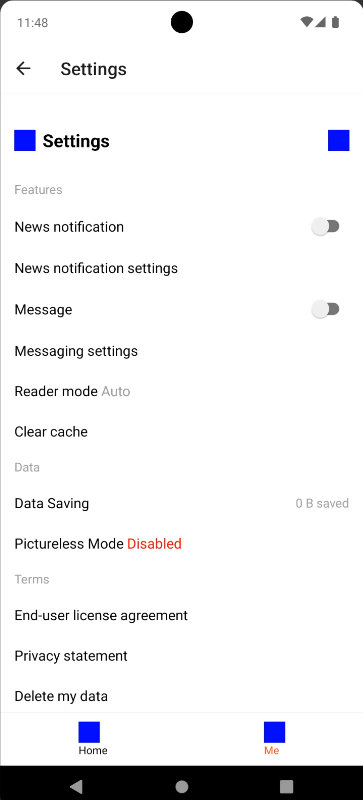 11:48
Settings
Settings
Features
News notification
News notification settings
Message
Messaging settings
Reader mode Auto
Clear cache
Data
Data Saving 0 B saved
Pictureless Mode Disabled
Terms
End-user license agreement
Privacy statement
Delete my data
Home Me